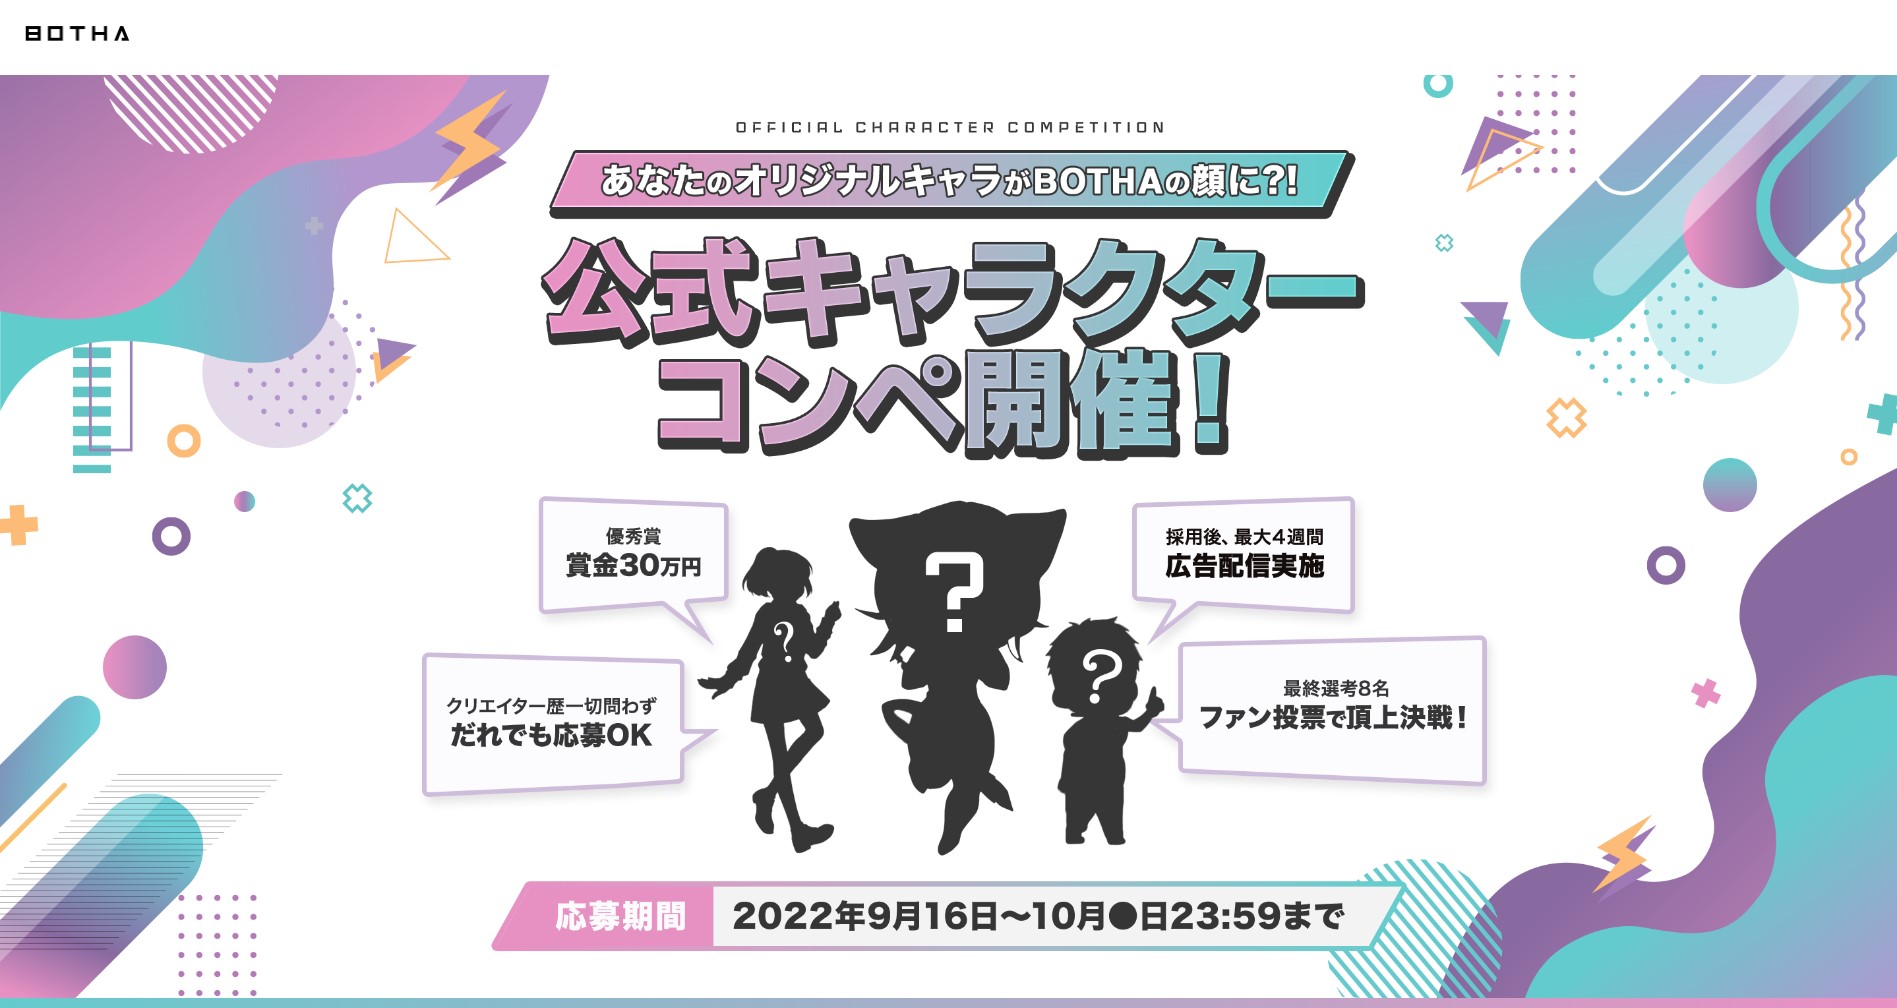 BOTHA
OFFICIAL CHARACTER COMPETITION
あなたのオリジナルキャラがBOTHAの顔に?!
公式キャラクター
コンペ開催!
優秀賞
賞金30万円
採用後、最大4週間
広告配信実施
?
?
?
クリエイター歴一切問わず
だれでも応募OK
最終選考8名
ファン投票で頂上決戦!
応募期間 2022年9月16日〜10月●日23:59まで